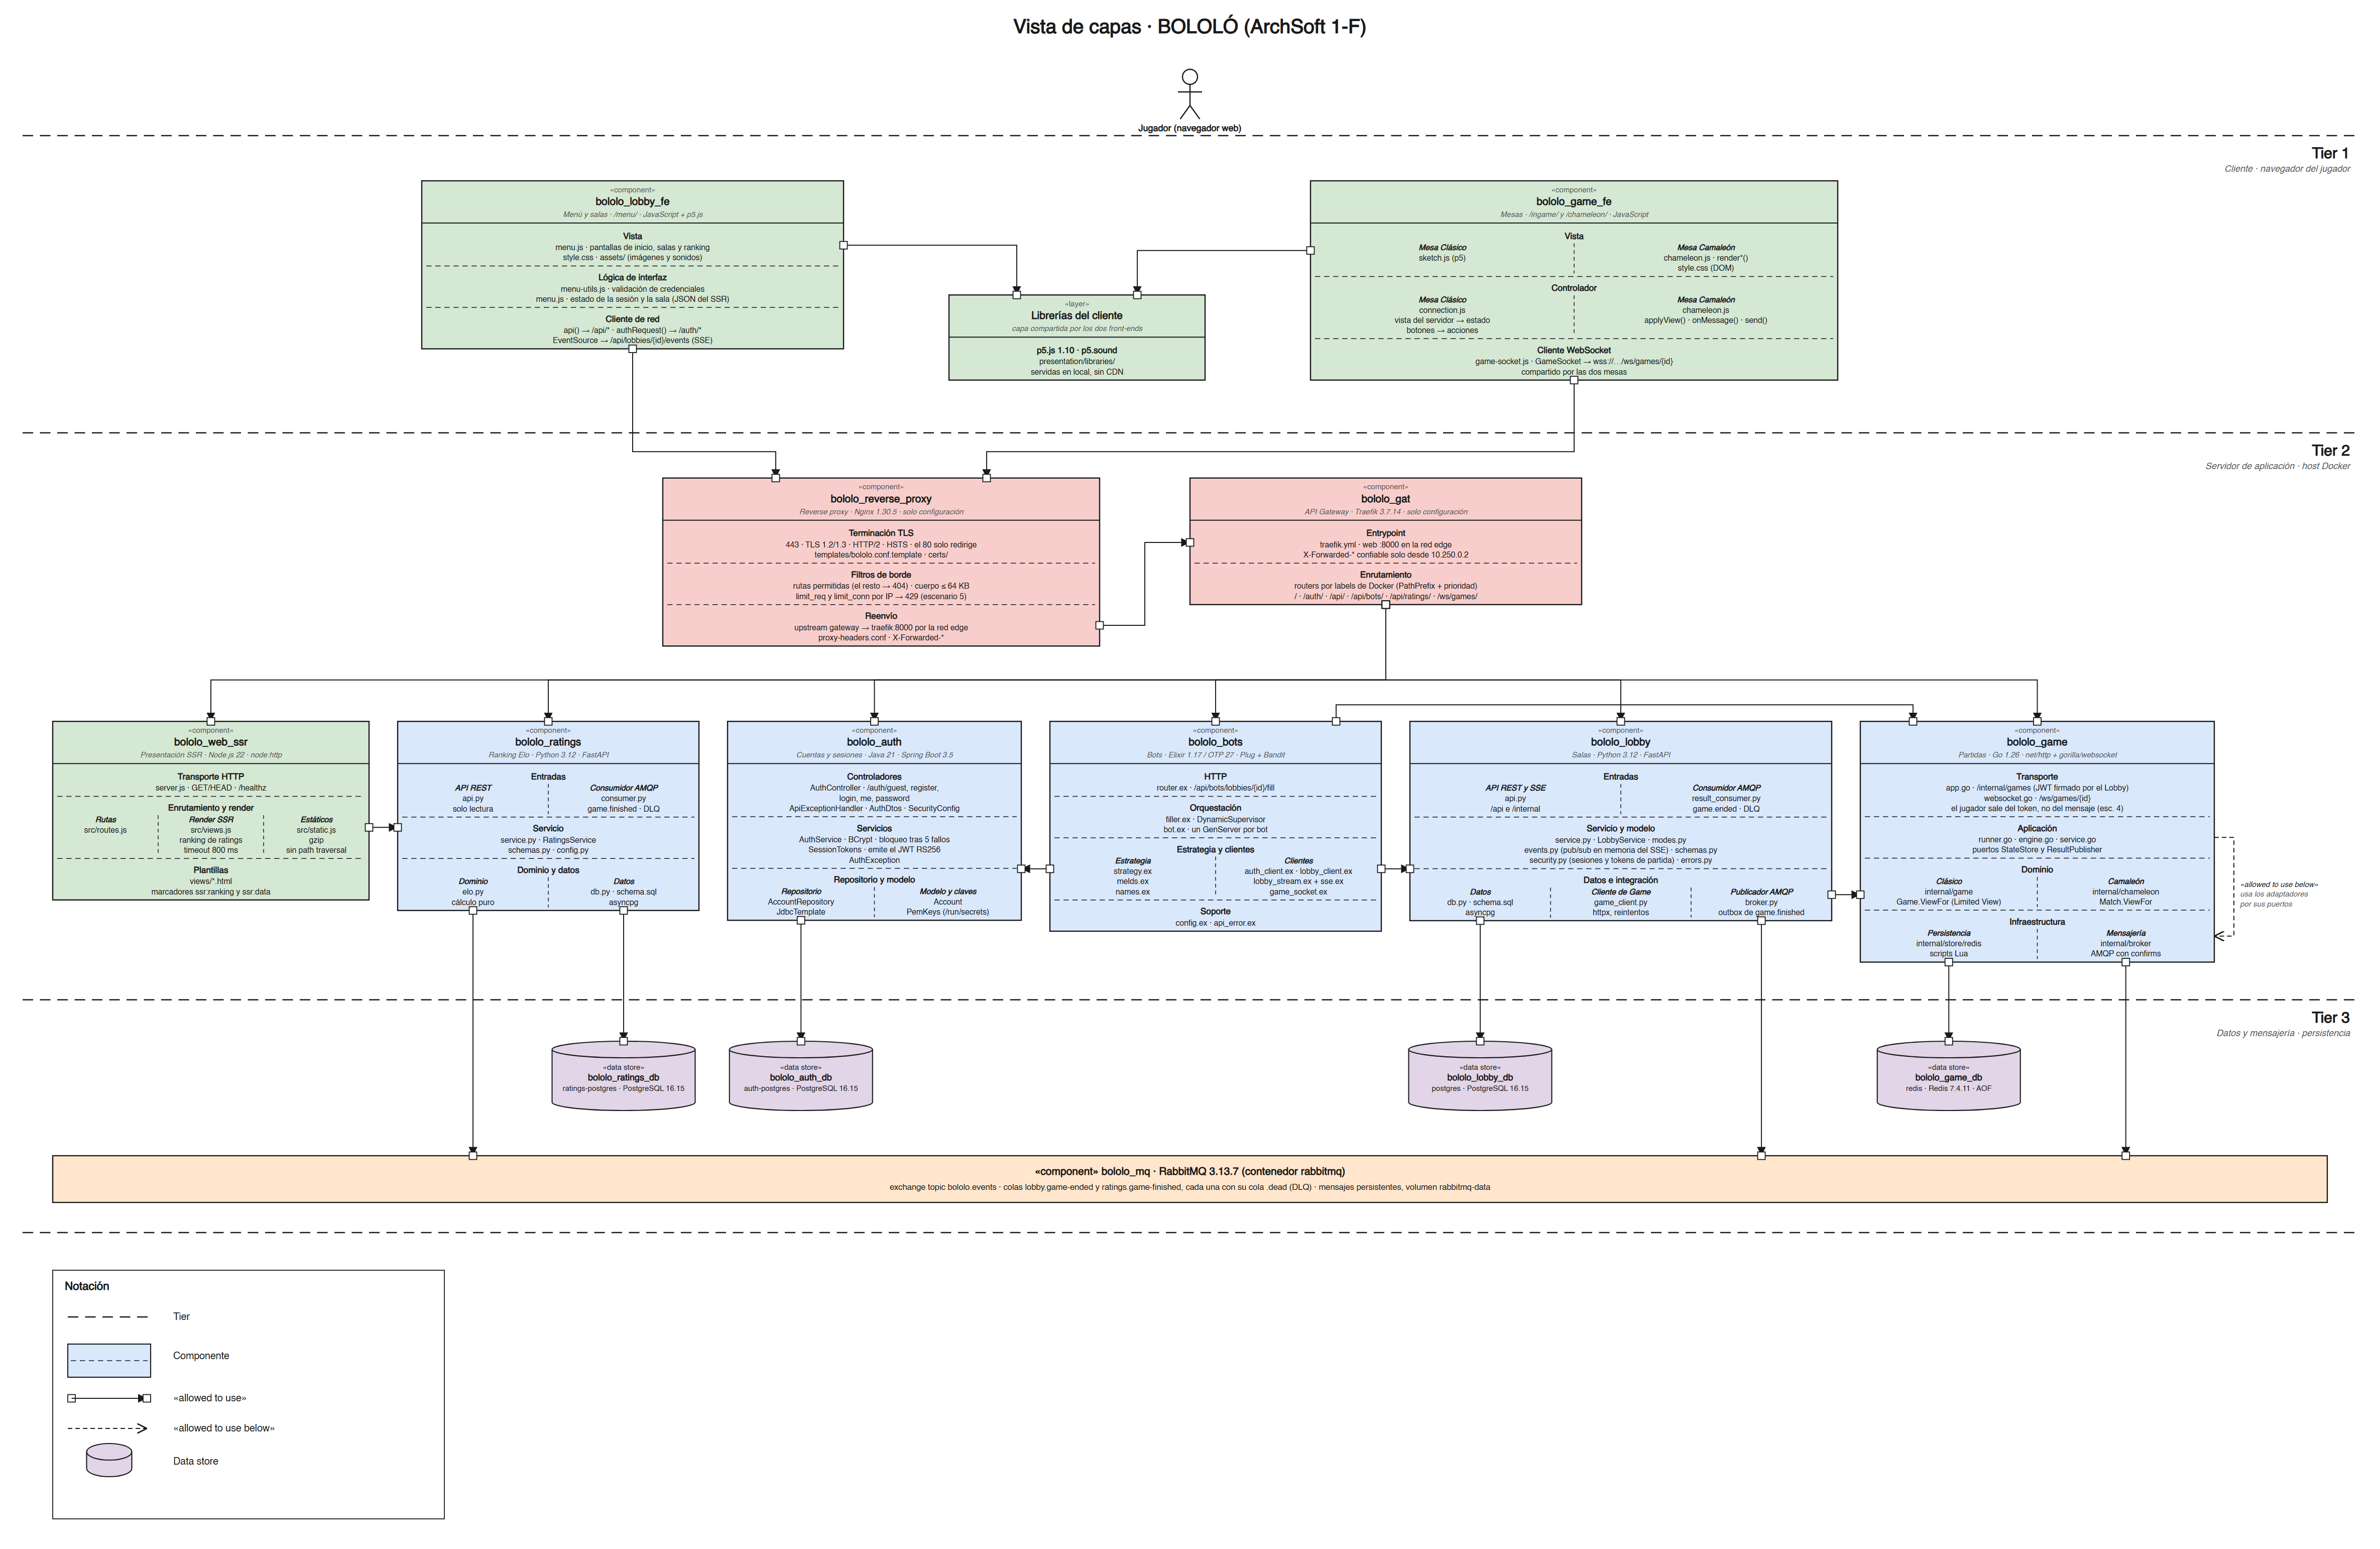 Vista de capas · BOLOLÓ (ArchSoft 1-F)
Jugador (navegador web)
Tier 1
Cliente · navegador del jugador
«component»
bololo_lobby_fe
Menú y salas · /menu/ · JavaScript + p5.js
Vista
menu.js · pantallas de inicio, salas y ranking
style.css · assets/ (imágenes y sonidos)
Lógica de interfaz
menu-utils.js · validación de credenciales
menu.js · estado de la sesión y la sala (JSON del SSR)
Cliente de red
api() → /api/* · authRequest() → /auth/*
EventSource → /api/lobbies/{id}/events (SSE)
«layer»
Librerías del cliente
capa compartida por los dos front-ends
p5.js 1.10 · p5.sound
presentation/libraries/
servidas en local, sin CDN
«component»
bololo_game_fe
Mesas · /ingame/ y /chameleon/ · JavaScript
Vista
Mesa Clásico
sketch.js (p5)
Mesa Camaleón
chameleon.js · render*()
style.css (DOM)
Controlador
Mesa Clásico
connection.js
vista del servidor → estado
botones → acciones
Mesa Camaleón
chameleon.js
applyView() · onMessage() · send()
Cliente WebSocket
game-socket.js · GameSocket → wss://…/ws/games/{id}
compartido por las dos mesas
Tier 2
Servidor de aplicación · host Docker
«component»
bololo_reverse_proxy
Reverse proxy · Nginx 1.30.5 · solo configuración
Terminación TLS
443 · TLS 1.2/1.3 · HTTP/2 · HSTS · el 80 solo redirige
templates/bololo.conf.template · certs/
Filtros de borde
rutas permitidas (el resto → 404) · cuerpo ≤ 64 KB
limit_req y limit_conn por IP → 429 (escenario 5)
Reenvío
upstream gateway → traefik:8000 por la red edge
proxy-headers.conf · X-Forwarded-*
«component»
bololo_gat
API Gateway · Traefik 3.7.14 · solo configuración
Entrypoint
traefik.yml · web :8000 en la red edge
X-Forwarded-* confiable solo desde 10.250.0.2
Enrutamiento
routers por labels de Docker (PathPrefix + prioridad)
/ · /auth/ · /api/ · /api/bots/ · /api/ratings/ · /ws/games/
«component»
bololo_web_ssr
Presentación SSR · Node.js 22 · node:http
Transporte HTTP
server.js · GET/HEAD · /healthz
Enrutamiento y render
Rutas
src/routes.js
Render SSR
src/views.js
ranking de ratings
timeout 800 ms
Estáticos
src/static.js
gzip
sin path traversal
Plantillas
views/*.html
marcadores ssr:ranking y ssr:data
«component»
bololo_ratings
Ranking Elo · Python 3.12 · FastAPI
Entradas
API REST
api.py
solo lectura
Consumidor AMQP
consumer.py
game.finished · DLQ
Servicio
service.py · RatingsService
schemas.py · config.py
Dominio y datos
Dominio
elo.py
cálculo puro
Datos
db.py · schema.sql
asyncpg
«component»
bololo_auth
Cuentas y sesiones · Java 21 · Spring Boot 3.5
Controladores
AuthController · /auth/guest, register,
login, me, password
ApiExceptionHandler · AuthDtos · SecurityConfig
Servicios
AuthService · BCrypt · bloqueo tras 5 fallos
SessionTokens · emite el JWT RS256
AuthException
Repositorio y modelo
Repositorio
AccountRepository
JdbcTemplate
Modelo y claves
Account
PemKeys (/run/secrets)
«component»
bololo_bots
Bots · Elixir 1.17 / OTP 27 · Plug + Bandit
HTTP
router.ex · /api/bots/lobbies/{id}/fill
Orquestación
filler.ex · DynamicSupervisor
bot.ex · un GenServer por bot
Estrategia y clientes
Estrategia
strategy.ex
melds.ex
names.ex
Clientes
auth_client.ex · lobby_client.ex
lobby_stream.ex + sse.ex
game_socket.ex
Soporte
config.ex · api_error.ex
«component»
bololo_lobby
Salas · Python 3.12 · FastAPI
Entradas
API REST y SSE
api.py
/api e /internal
Consumidor AMQP
result_consumer.py
game.ended · DLQ
Servicio y modelo
service.py · LobbyService · modes.py
events.py (pub/sub en memoria del SSE) · schemas.py
security.py (sesiones y tokens de partida) · errors.py
Datos e integración
Datos
db.py · schema.sql
asyncpg
Cliente de Game
game_client.py
httpx, reintentos
Publicador AMQP
broker.py
outbox de game.finished
«component»
bololo_game
Partidas · Go 1.26 · net/http + gorilla/websocket
Transporte
app.go · /internal/games (JWT firmado por el Lobby)
websocket.go · /ws/games/{id}
el jugador sale del token, no del mensaje (esc. 4)
Aplicación
runner.go · engine.go · service.go
puertos StateStore y ResultPublisher
Dominio
Clásico
internal/game
Game.ViewFor (Limited View)
Camaleón
internal/chameleon
Match.ViewFor
Infraestructura
Persistencia
internal/store/redis
scripts Lua
Mensajería
internal/broker
AMQP con confirms
«allowed to use below»
usa los adaptadores
por sus puertos
Tier 3
Datos y mensajería · persistencia
«data store»
bololo_ratings_db
ratings-postgres · PostgreSQL 16.15
«data store»
bololo_auth_db
auth-postgres · PostgreSQL 16.15
«data store»
bololo_lobby_db
postgres · PostgreSQL 16.15
«data store»
bololo_game_db
redis · Redis 7.4.11 · AOF
«component» bololo_mq · RabbitMQ 3.13.7 (contenedor rabbitmq)
exchange topic bololo.events · colas lobby.game-ended y ratings.game-finished, cada una con su cola .dead (DLQ) · mensajes persistentes, volumen rabbitmq-data
Notación
Tier
Componente
«allowed to use»
«allowed to use below»
Data store